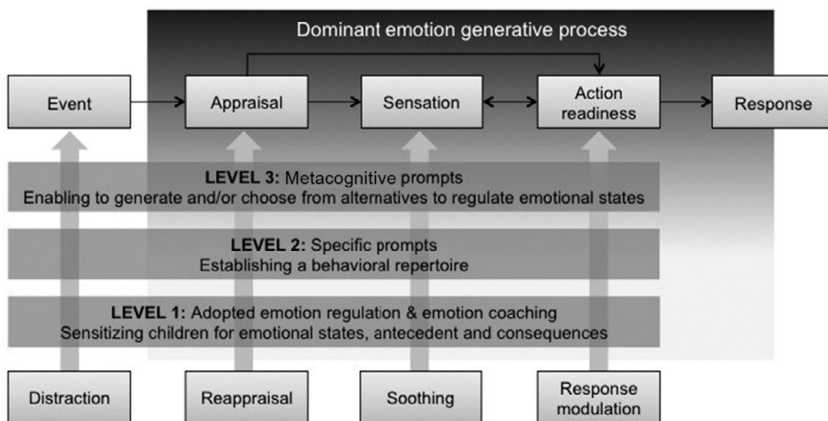 Dominant emotion generative process
Event
Appraisal
Sensation
Action
readiness
Response
LEVEL 3: Metacognitive prompts
Enabling to generate and/or choose from alternatives to regulate emotional states
LEVEL 2: Specific prompts
Establishing a behavioral repertoire
LEVEL 1: Adopted emotion regulation & emotion coaching
Sensitizing children for emotional states, antecedent and consequences
Distraction
Reappraisal
Soothing
Response
modulation